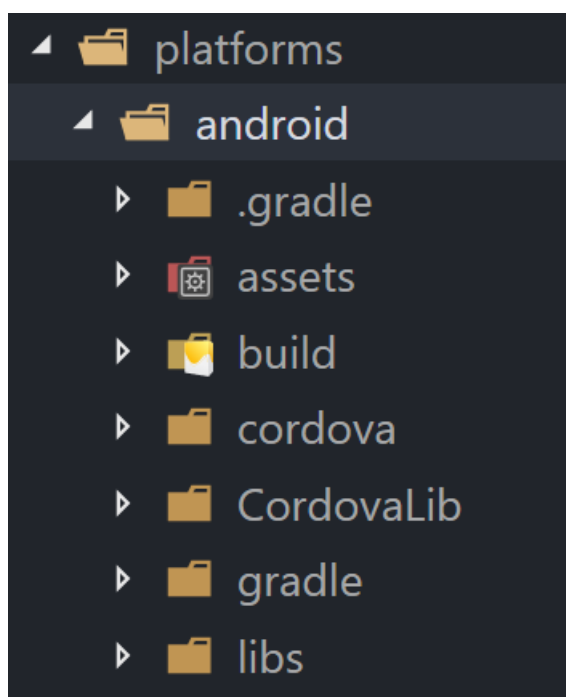 platforms
android
.gradle
assets
build
cordova
CordovaLib
gradle
libs